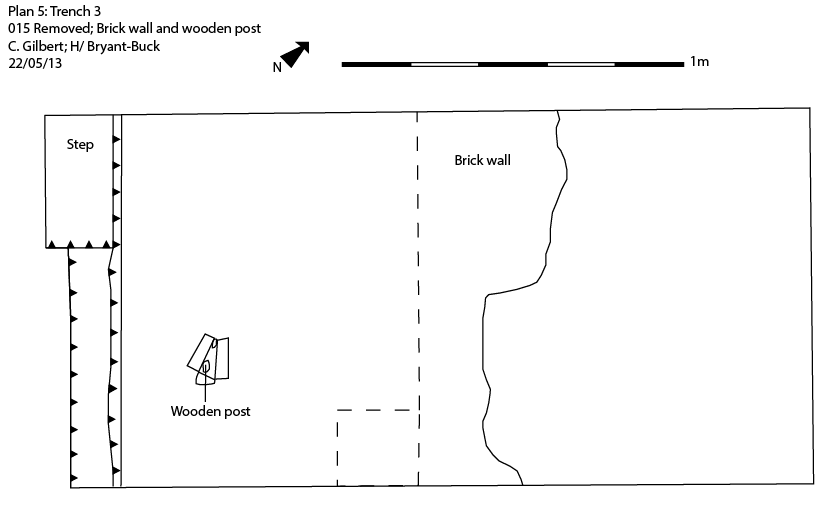 Plan 5: Trench 3
015 Removed; Brick wall and wooden post
C. Gilbert; H/ Bryant-Buck
22/05/13
N
1m
Step
Brick wall
Wooden post